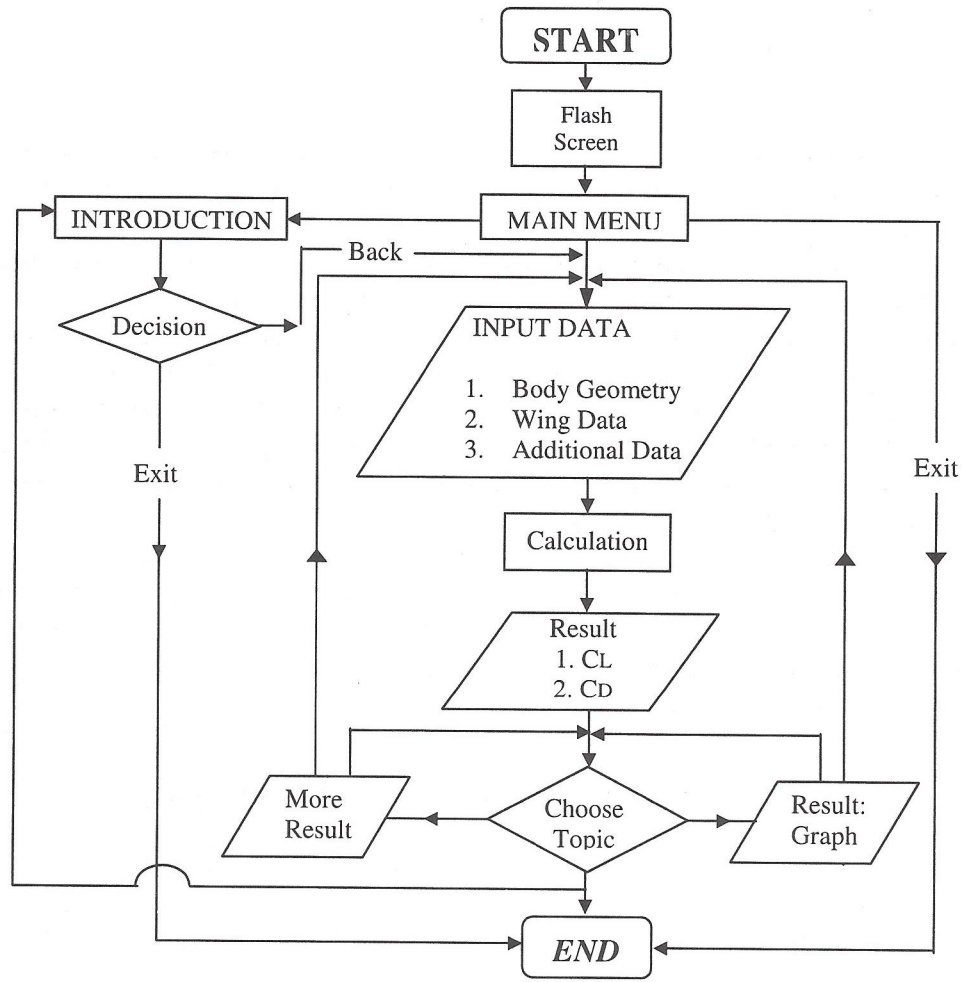 START
Flash
Screen
INTRODUCTION
MAIN MENU
Back
Decision
INPUT DATA
1. Body Geometry
2. Wing Data
3. Additional Data
Exit
Exit
Calculation
Result
1. CL
2. CD
More
Result
Choose
Topic
Result:
Graph
END